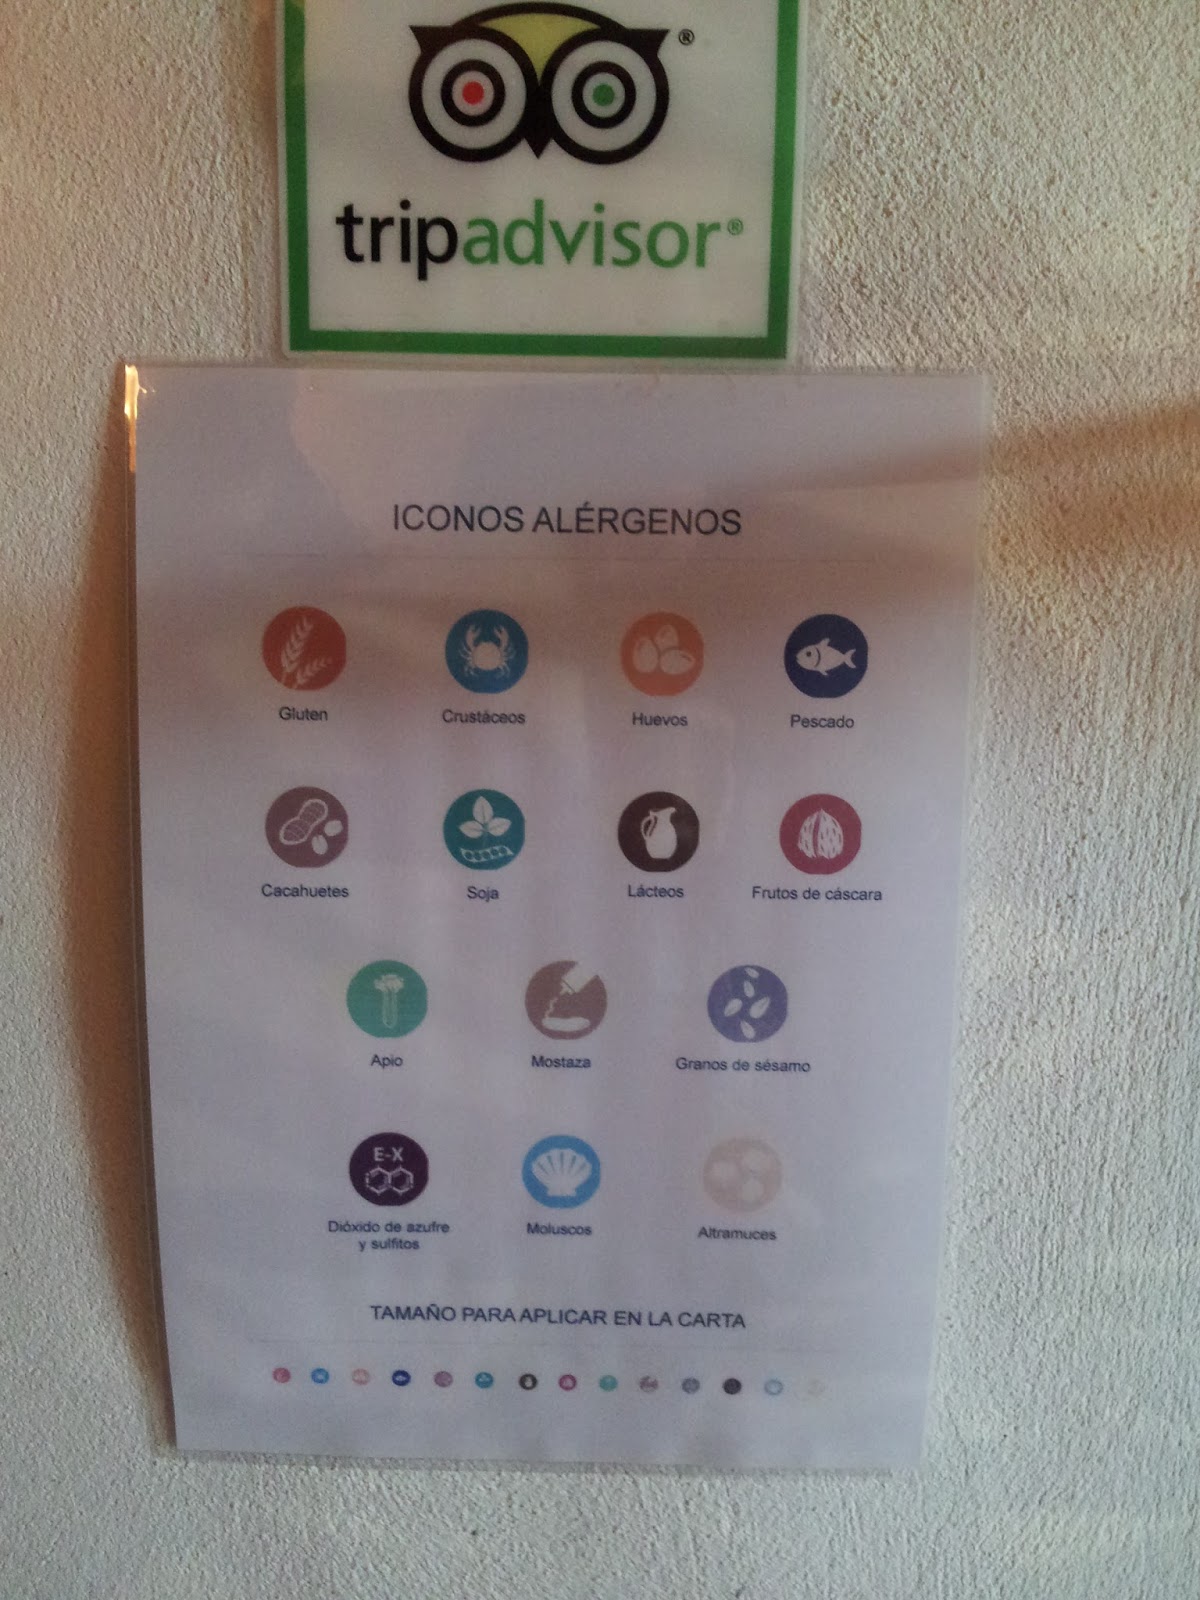 ®
tripadvisor®
ICONOS ALÉRGENOS
Gluten Crustáceos Huevos Pescado
Cacahuetes Soja Lácteos Frutos de cáscara
Apio Mostaza Granos de sésamo
E-X
Dióxido de azufre
y sulfitos
Moluscos Altramuces
TAMAÑO PARA APLICAR EN LA CARTA